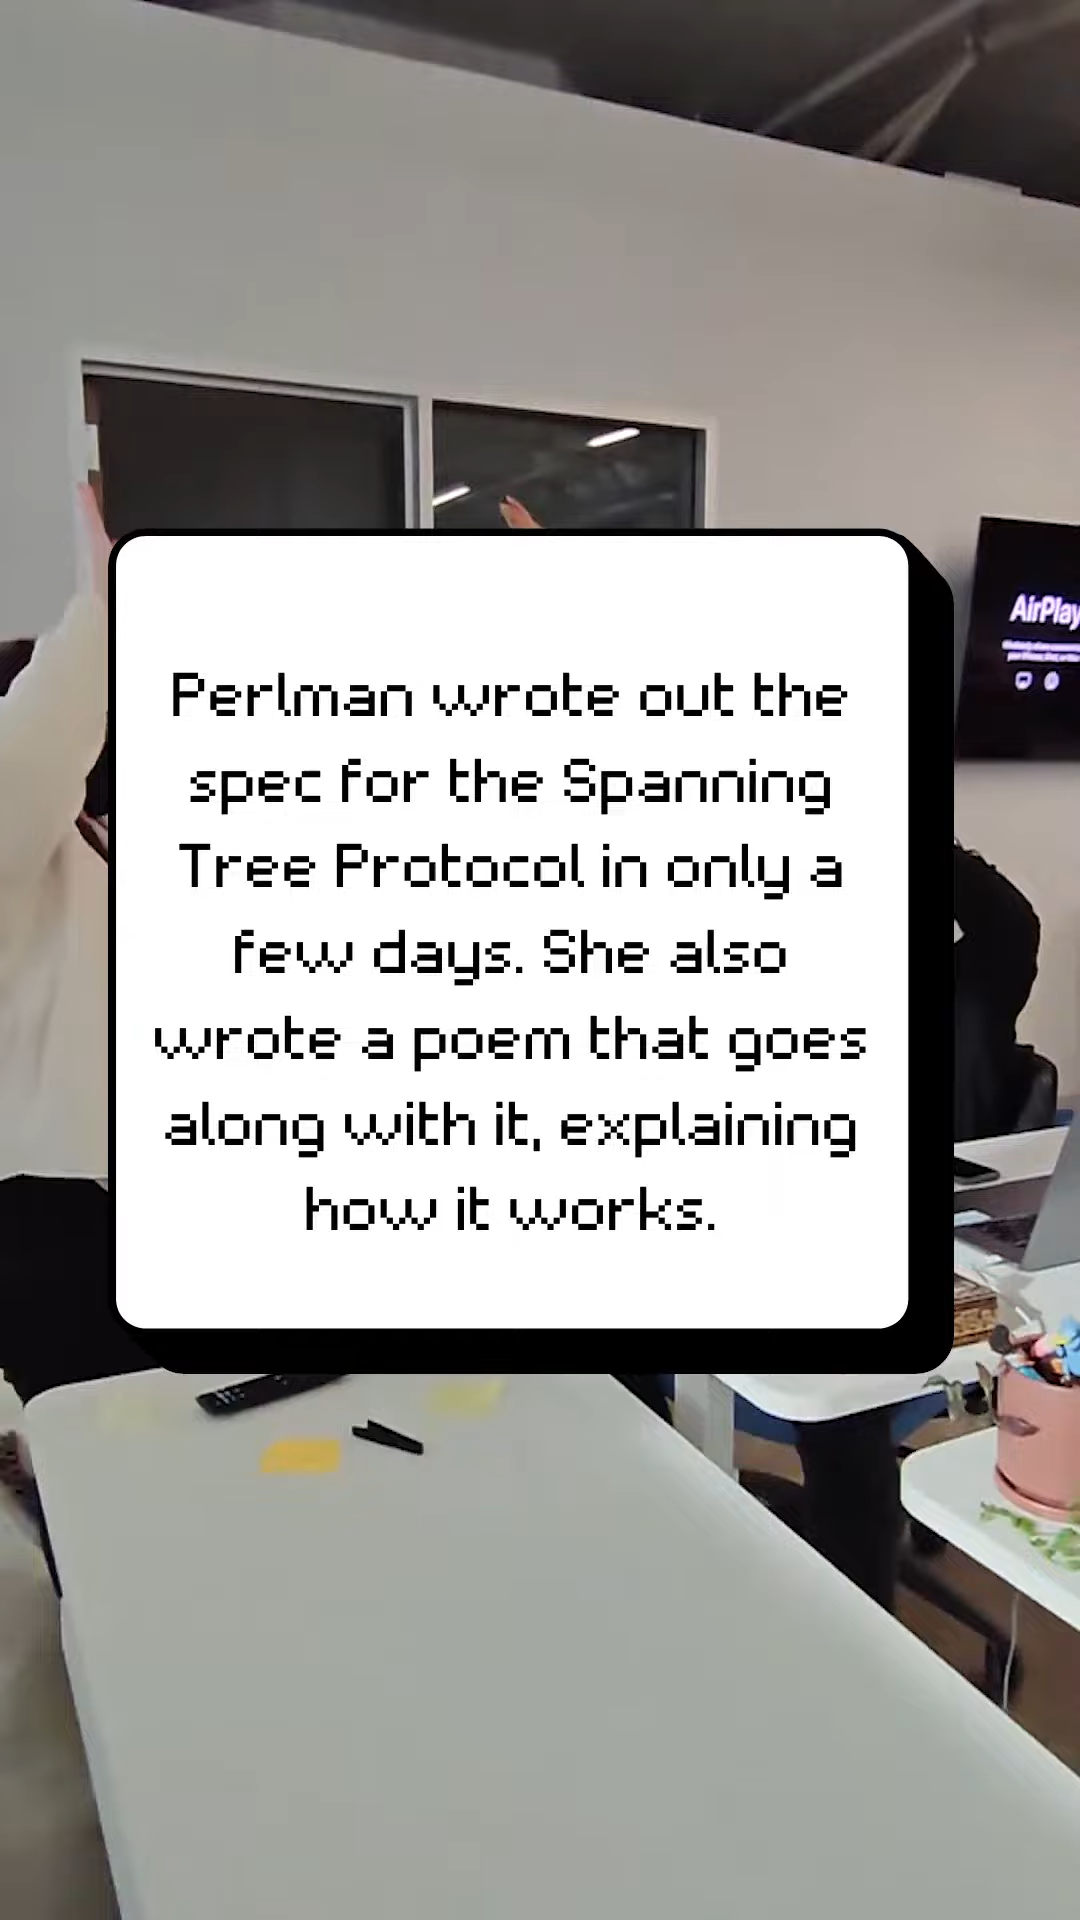 AirPlay
Perlman wrote out the
spec for the Spanning
Tree Protocol in only a
few days. She also
wrote a poem that goes
along with it, explaining
how it works.